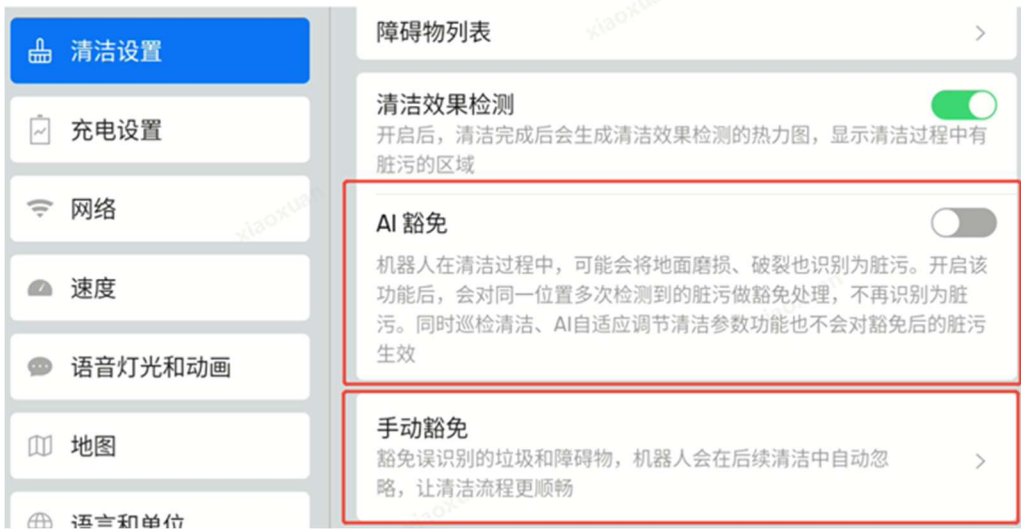 障碍物列表
清洁设置
清洁效果检测
开启后，清洁完成后会生成清洁效果检测的热力图，显示清洁过程中有
脏污的区域
充电设置
网络
AI 豁免
机器人在清洁过程中，可能会将地面磨损、破裂也识别为脏污。开启该
功能后，会对同一位置多次检测到的脏污做豁免处理，不再识别为脏
污。同时巡检清洁、AI自适应调节清洁参数功能也不会对豁免后的脏污
生效
速度
语音灯光和动画
手动豁免
豁免误识别的垃圾和障碍物，机器人会在后续清洁中自动忽
略，让清洁流程更顺畅
地图
语言和单位
xiaoxuan